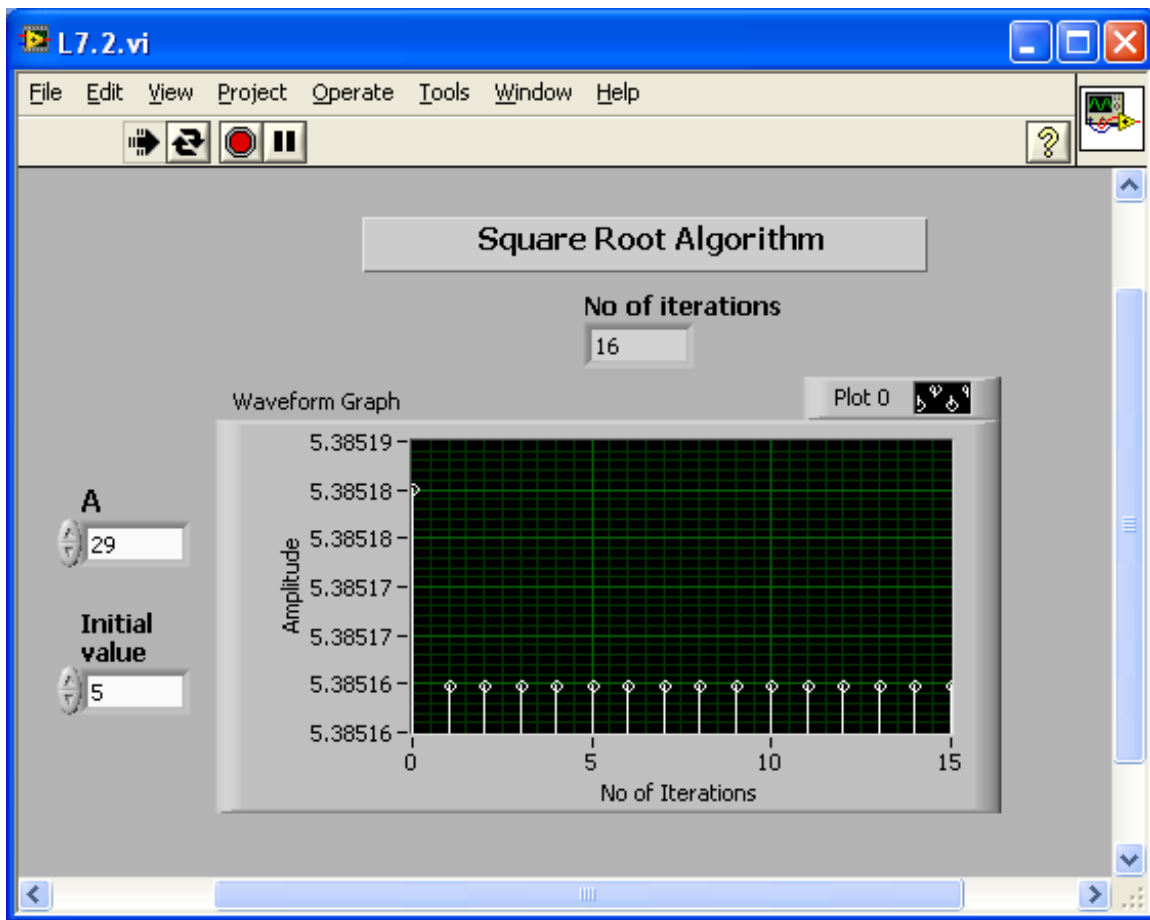 L7.2.vi
File Edit View Project Operate Tools Window Help
Square Root Algorithm
No of iterations
16
Waveform Graph
Plot 0
A
29
Initial
value
5
Amplitude
5.38519
5.38518
5.38518
5.38517
5.38517
5.38516
5.38516
0 5 10 15
No of Iterations